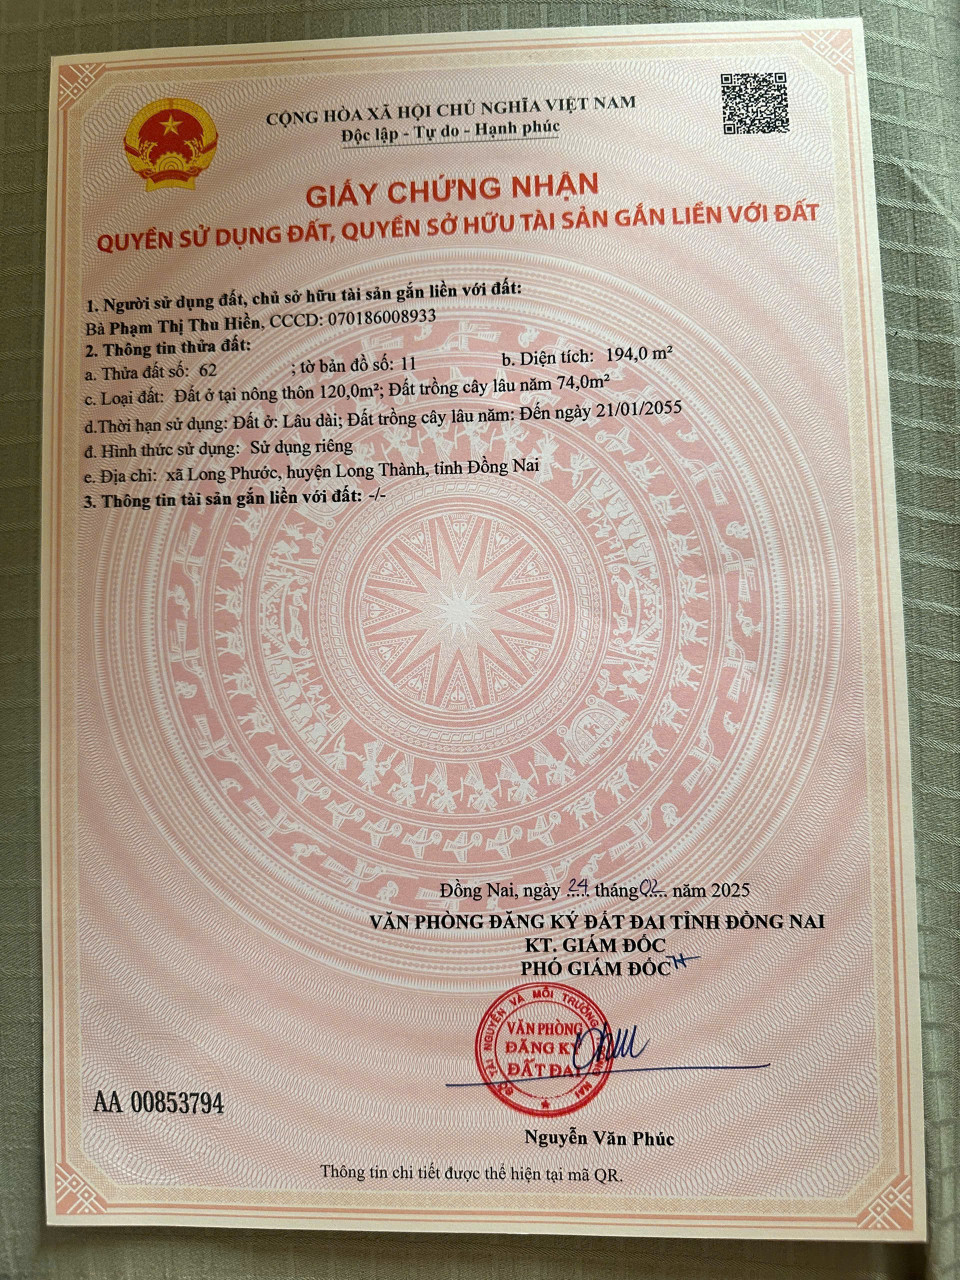 CỘNG HÒA XÃ HỘI CHỦ NGHĨA VIỆT NAM
Độc lập - Tự do - Hạnh phúc
GIẤY CHỨNG NHẬN
QUYỀN SỬ DỤNG ĐẤT, QUYỀN SỞ HỮU TÀI SẢN GẮN LIỀN VỚI ĐẤT
1. Người sử dụng đất, chủ sở hữu tài sản gắn liền với đất:
Bà Phạm Thị Thu Hiền, CCCD: 070186008933
2. Thông tin thửa đất:
a. Thửa đất số: 62 ; tờ bản đồ số: 11 b. Diện tích: 194,0 m²
c. Loại đất: Đất ở tại nông thôn 120,0m²; Đất trồng cây lâu năm 74,0m²
d.Thời hạn sử dụng: Đất ở: Lâu dài; Đất trồng cây lâu năm: Đến ngày 21/01/2055
đ. Hình thức sử dụng: Sử dụng riêng
e. Địa chỉ: xã Long Phước, huyện Long Thành, tỉnh Đồng Nai
3. Thông tin tài sản gắn liền với đất: -/-
Đồng Nai, ngày 24 tháng 02 năm 2025
VĂN PHÒNG ĐĂNG KÝ ĐẤT ĐAI TỈNH ĐỒNG NAI
KT. GIÁM ĐỐC
PHÓ GIÁM ĐỐC
TÀI NGUYÊN VÀ MÔI TRƯỜNG
VĂN PHÒNG
ĐĂNG KÝ
ĐẤT ĐAI
AA 00853794
Nguyễn Văn Phúc
Thông tin chi tiết được thể hiện tại mã QR.